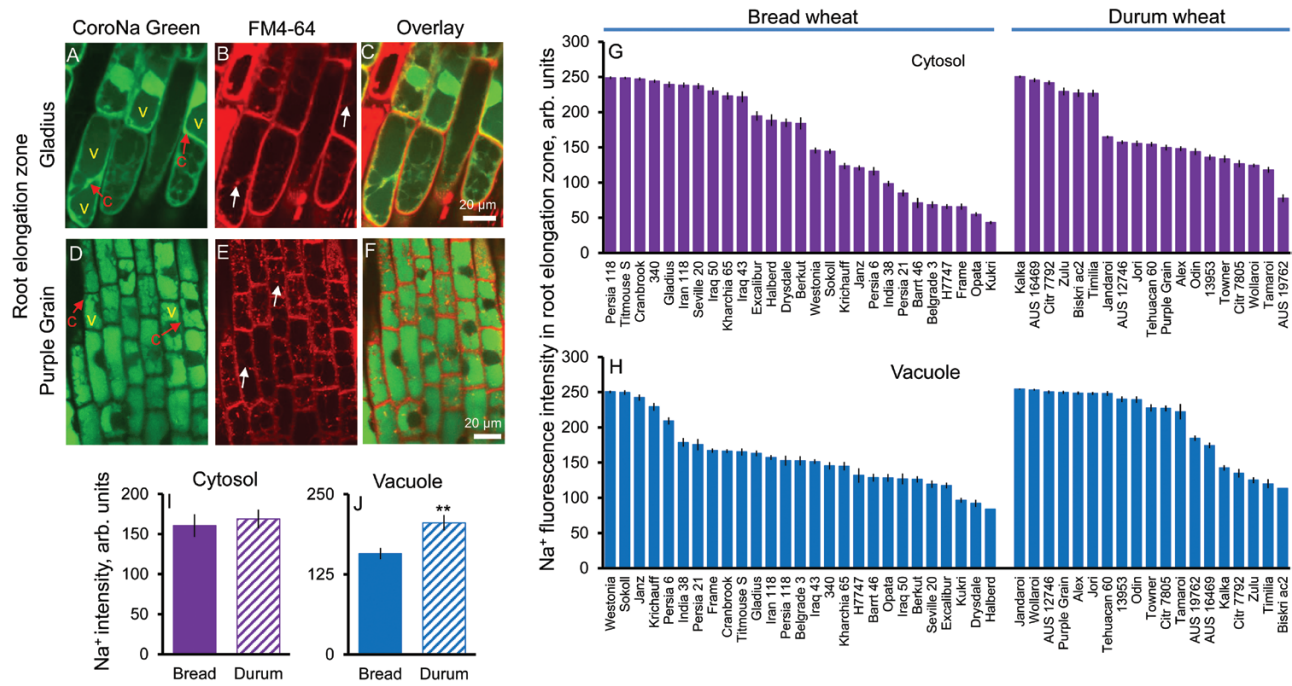 CoroNa Green FM4-64 Overlay
Root elongation zone
Gladius
A B C
V V V V
C C
20 µm
Purple Grain
D E F
V V
C C
20 µm
Bread wheat Durum wheat
Na⁺ fluorescence intensity in root elongation zone, arb. units
G Cytosol
300
250
200
150
100
50
0
Persia 118
Titmouse S
Cranbrook
340
Gladius
Iran 118
Seville 20
Iraq 50
Kharchia 65
Iraq 43
Excalibur
Halberd
Drysdale
Berkut
Westonia
Sokoll
Krichauff
Janz
Persia 6
India 38
Persia 21
Barrt 46
Belgrade 3
H7747
Frame
Opata
Kukri
Kalka
AUS 16469
Citr 7792
Zulu
Biskri ac2
Timilia
Jandaroi
AUS 12746
Jori
Tehuacan 60
Purple Grain
Alex
Odin
13953
Towner
Citr 7805
Wollaroi
Tamaroi
AUS 19762
H Vacuole
300
250
200
150
100
50
0
Westonia
Sokoll
Janz
Krichauff
Persia 6
India 38
Persia 21
Frame
Cranbrook
Titmouse S
Gladius
Iran 118
Persia 118
Belgrade 3
Iraq 43
340
Kharchia 65
H7747
Barrt 46
Opata
Iraq 50
Berkut
Seville 20
Excalibur
Kukri
Drysdale
Halberd
Jandaroi
Wollaroi
AUS 12746
Purple Grain
Alex
Jori
Tehuacan 60
13953
Odin
Towner
Citr 7805
Tamaroi
AUS 19762
AUS 16469
Kalka
Citr 7792
Zulu
Timilia
Biskri ac2
Na⁺ intensity, arb. units
I Cytosol
200
150
100
50
0
Bread Durum
J Vacuole
250
125
0
**
Bread Durum